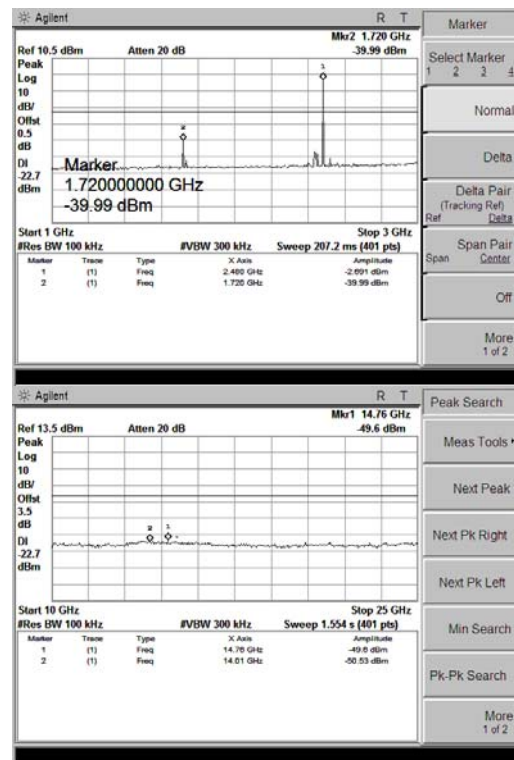 Agilent R T
Mkr2 1.720 GHz
Ref 10.5 dBm Atten 20 dB -39.99 dBm
Peak
Log
10
dB/
Offst
0.5
dB
DI
-22.7
dBm
1
2
Marker
1.720000000 GHz
-39.99 dBm
Start 1 GHz Stop 3 GHz
#Res BW 100 kHz #VBW 300 kHz Sweep 207.2 ms (401 pts)
Marker Trace Type X Axis Amplitude
1 (1) Freq 2.480 GHz -2.691 dBm
2 (1) Freq 1.720 GHz -39.99 dBm
Marker
Select Marker
1 2 3 4
Normal
Delta
Delta Pair
(Tracking Ref)
Ref Delta
Span Pair
Span Center
Off
More
1 of 2
Agilent R T
Mkr1 14.76 GHz
Ref 13.5 dBm Atten 20 dB -49.6 dBm
Peak
Log
10
dB/
Offst
3.5
dB
DI
-22.7
dBm
2 1
Start 10 GHz Stop 25 GHz
#Res BW 100 kHz #VBW 300 kHz Sweep 1.554 s (401 pts)
Marker Trace Type X Axis Amplitude
1 (1) Freq 14.76 GHz -49.6 dBm
2 (1) Freq 14.01 GHz -50.53 dBm
Peak Search
Meas Tools
Next Peak
Next Pk Right
Next Pk Left
Min Search
Pk-Pk Search
More
1 of 2